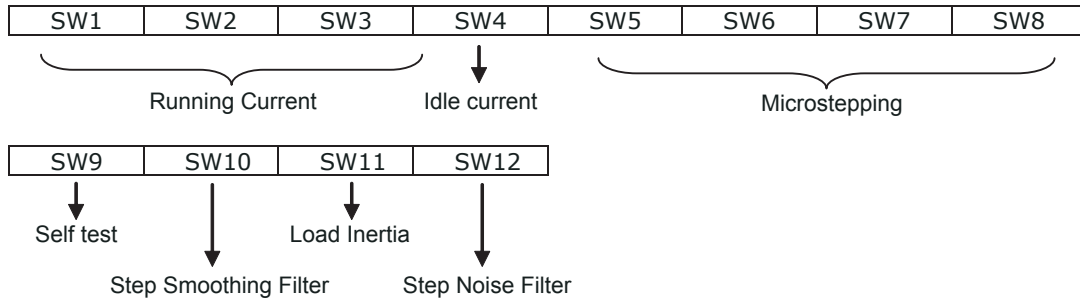 SW1 SW2 SW3 SW4 SW5 SW6 SW7 SW8
Running Current Idle current Microstepping
SW9 SW10 SW11 SW12
Self test Load Inertia
Step Smoothing Filter Step Noise Filter